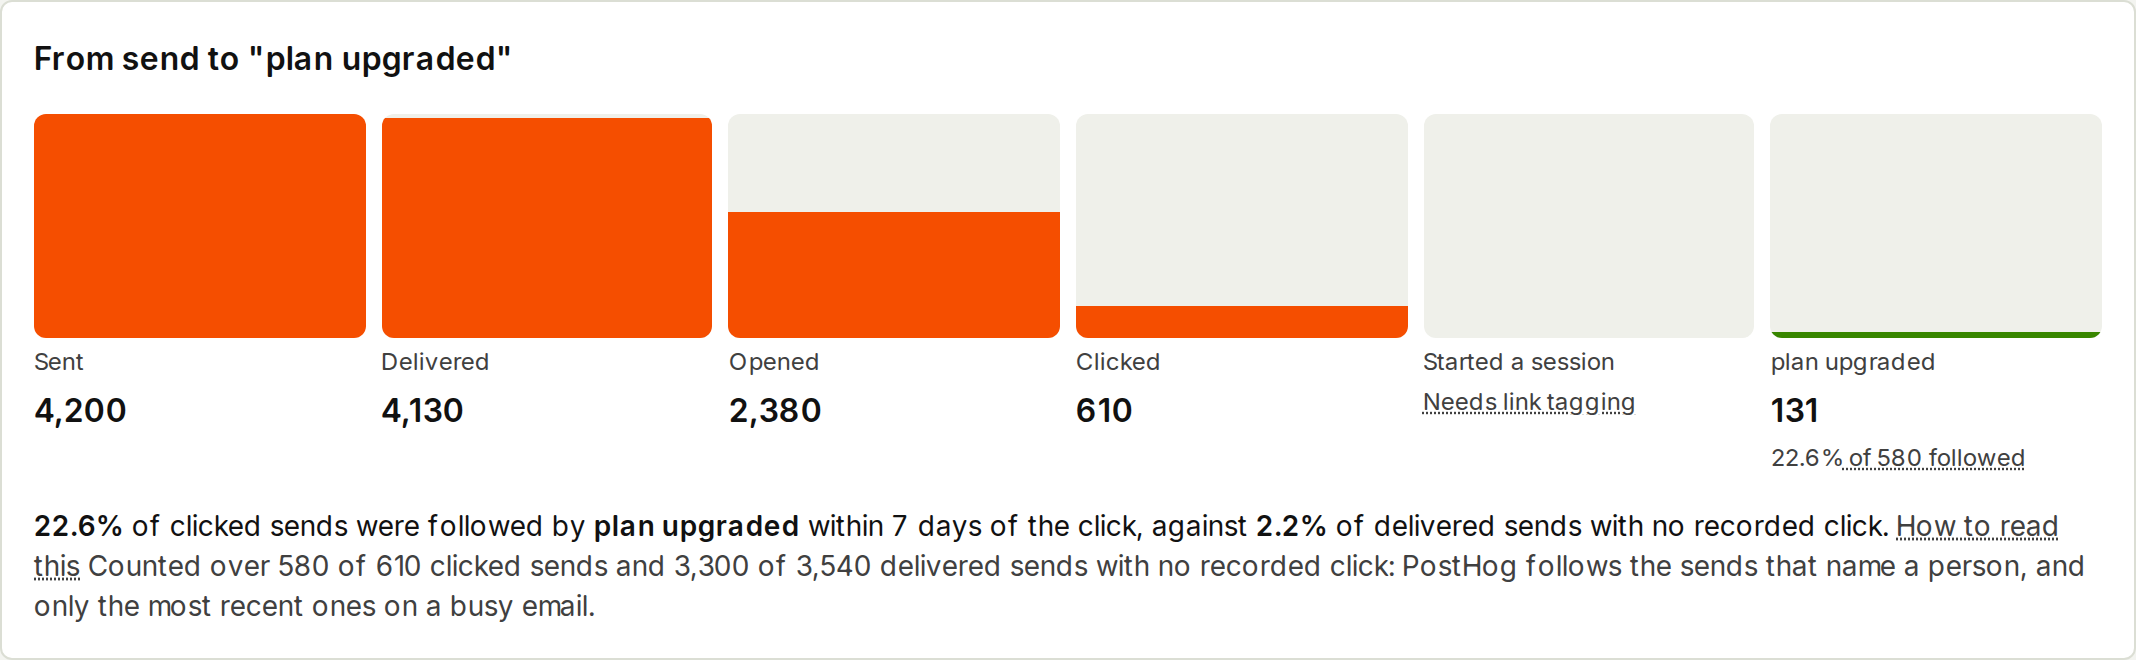 From send to "plan upgraded"
Sent
4,200
Delivered
4,130
Opened
2,380
Clicked
610
Started a session
Needs link tagging
plan upgraded
131
22.6% of 580 followed
22.6% of clicked sends were followed by plan upgraded within 7 days of the click, against 2.2% of delivered sends with no recorded click. How to read
this Counted over 580 of 610 clicked sends and 3,300 of 3,540 delivered sends with no recorded click: PostHog follows the sends that name a person, and
only the most recent ones on a busy email.